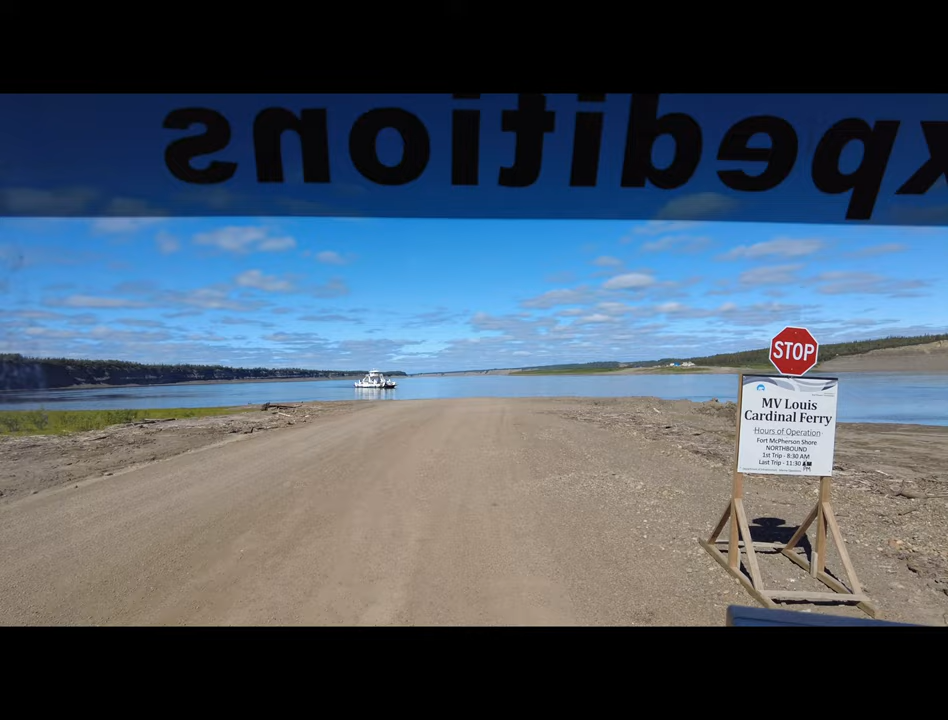 xpeditions
STOP
MV Louis
Cardinal Ferry
Hours of Operation
Fort McPherson Shore
NORTHBOUND
1st Trip - 8:30 AM
Last Trip - 11:30 PM